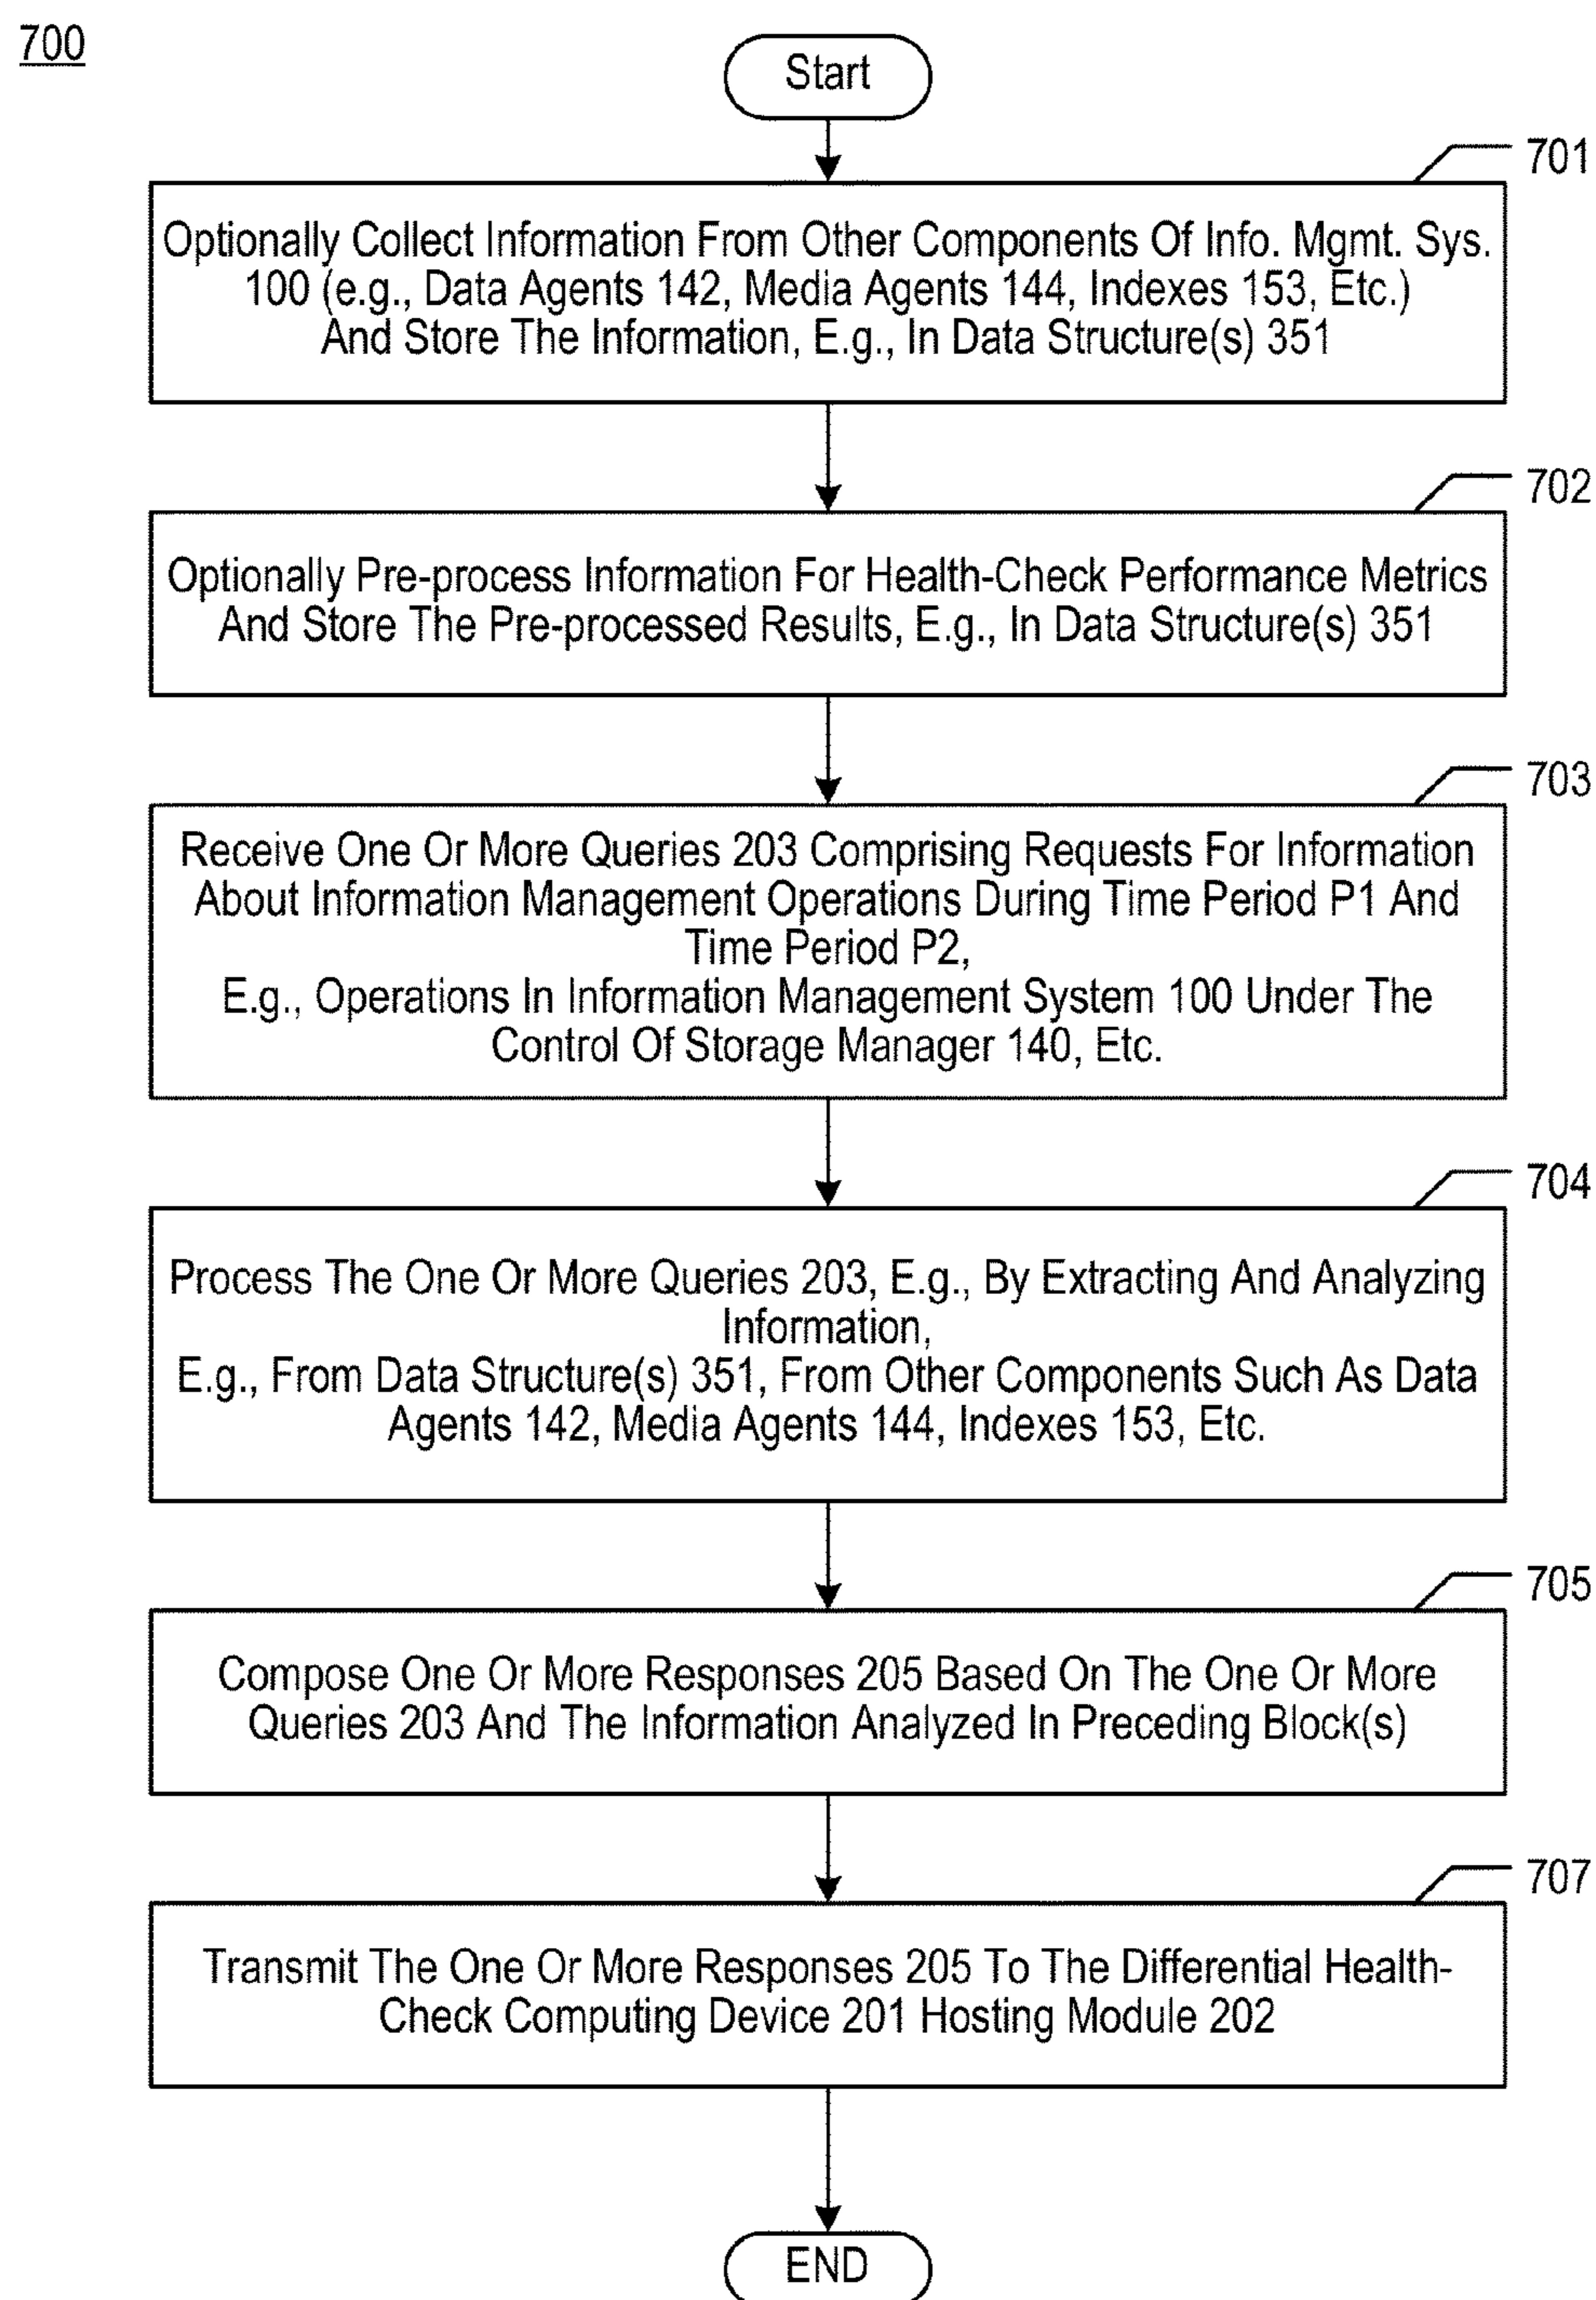 700
Start
701
Optionally Collect Information From Other Components Of Info. Mgmt. Sys.
100 (e.g., Data Agents 142, Media Agents 144, Indexes 153, Etc.)
And Store The Information, E.g., In Data Structure(s) 351
702
Optionally Pre-process Information For Health-Check Performance Metrics
And Store The Pre-processed Results, E.g., In Data Structure(s) 351
703
Receive One Or More Queries 203 Comprising Requests For Information
About Information Management Operations During Time Period P1 And
Time Period P2,
E.g., Operations In Information Management System 100 Under The
Control Of Storage Manager 140, Etc.
704
Process The One Or More Queries 203, E.g., By Extracting And Analyzing
Information,
E.g., From Data Structure(s) 351, From Other Components Such As Data
Agents 142, Media Agents 144, Indexes 153, Etc.
705
Compose One Or More Responses 205 Based On The One Or More
Queries 203 And The Information Analyzed In Preceding Block(s)
707
Transmit The One Or More Responses 205 To The Differential Health-
Check Computing Device 201 Hosting Module 202
END